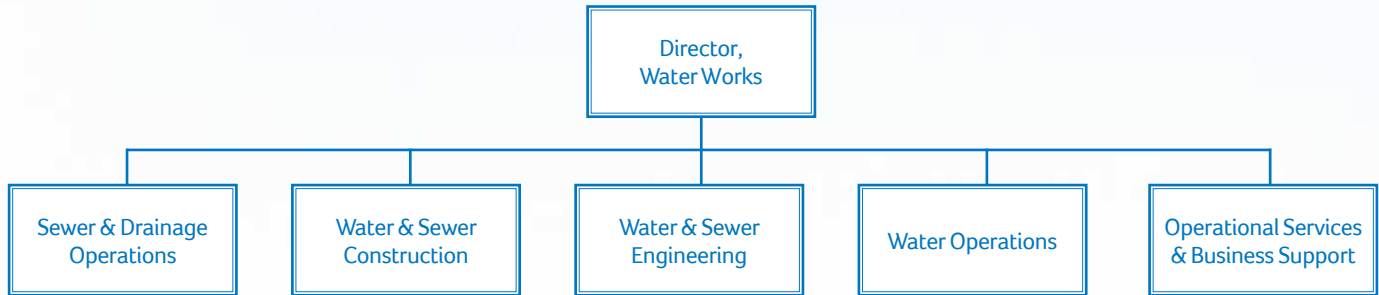 Director,
Water Works
Sewer & Drainage
Operations
Water & Sewer
Construction
Water & Sewer
Engineering
Water Operations
Operational Services
& Business Support